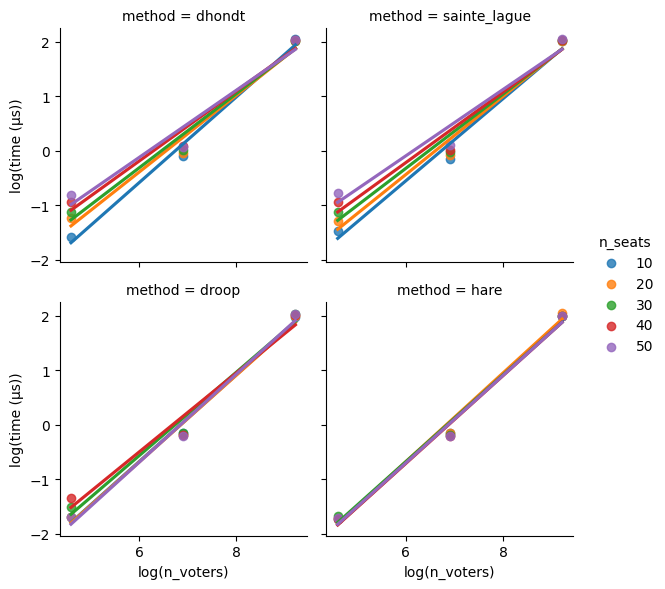 method = dhondt
method = sainte_lague
2
1
0
−1
−2
log(time (μs))
n_seats
10
20
30
40
50
method = droop
method = hare
2
1
0
−1
−2
log(time (μs))
6
8
6
8
log(n_voters)
log(n_voters)